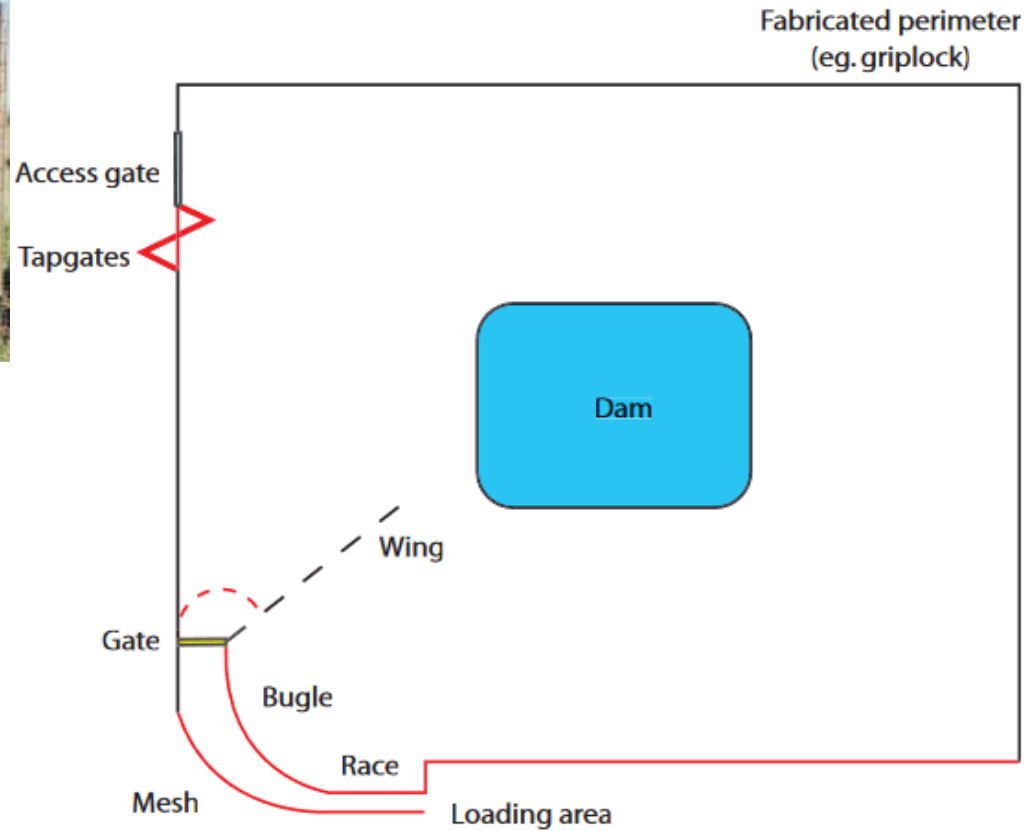 Fabricated perimeter
(eg. griplock)
Access gate
Tapgates
Dam
Wing
Gate
Bugle
Race
Mesh
Loading area